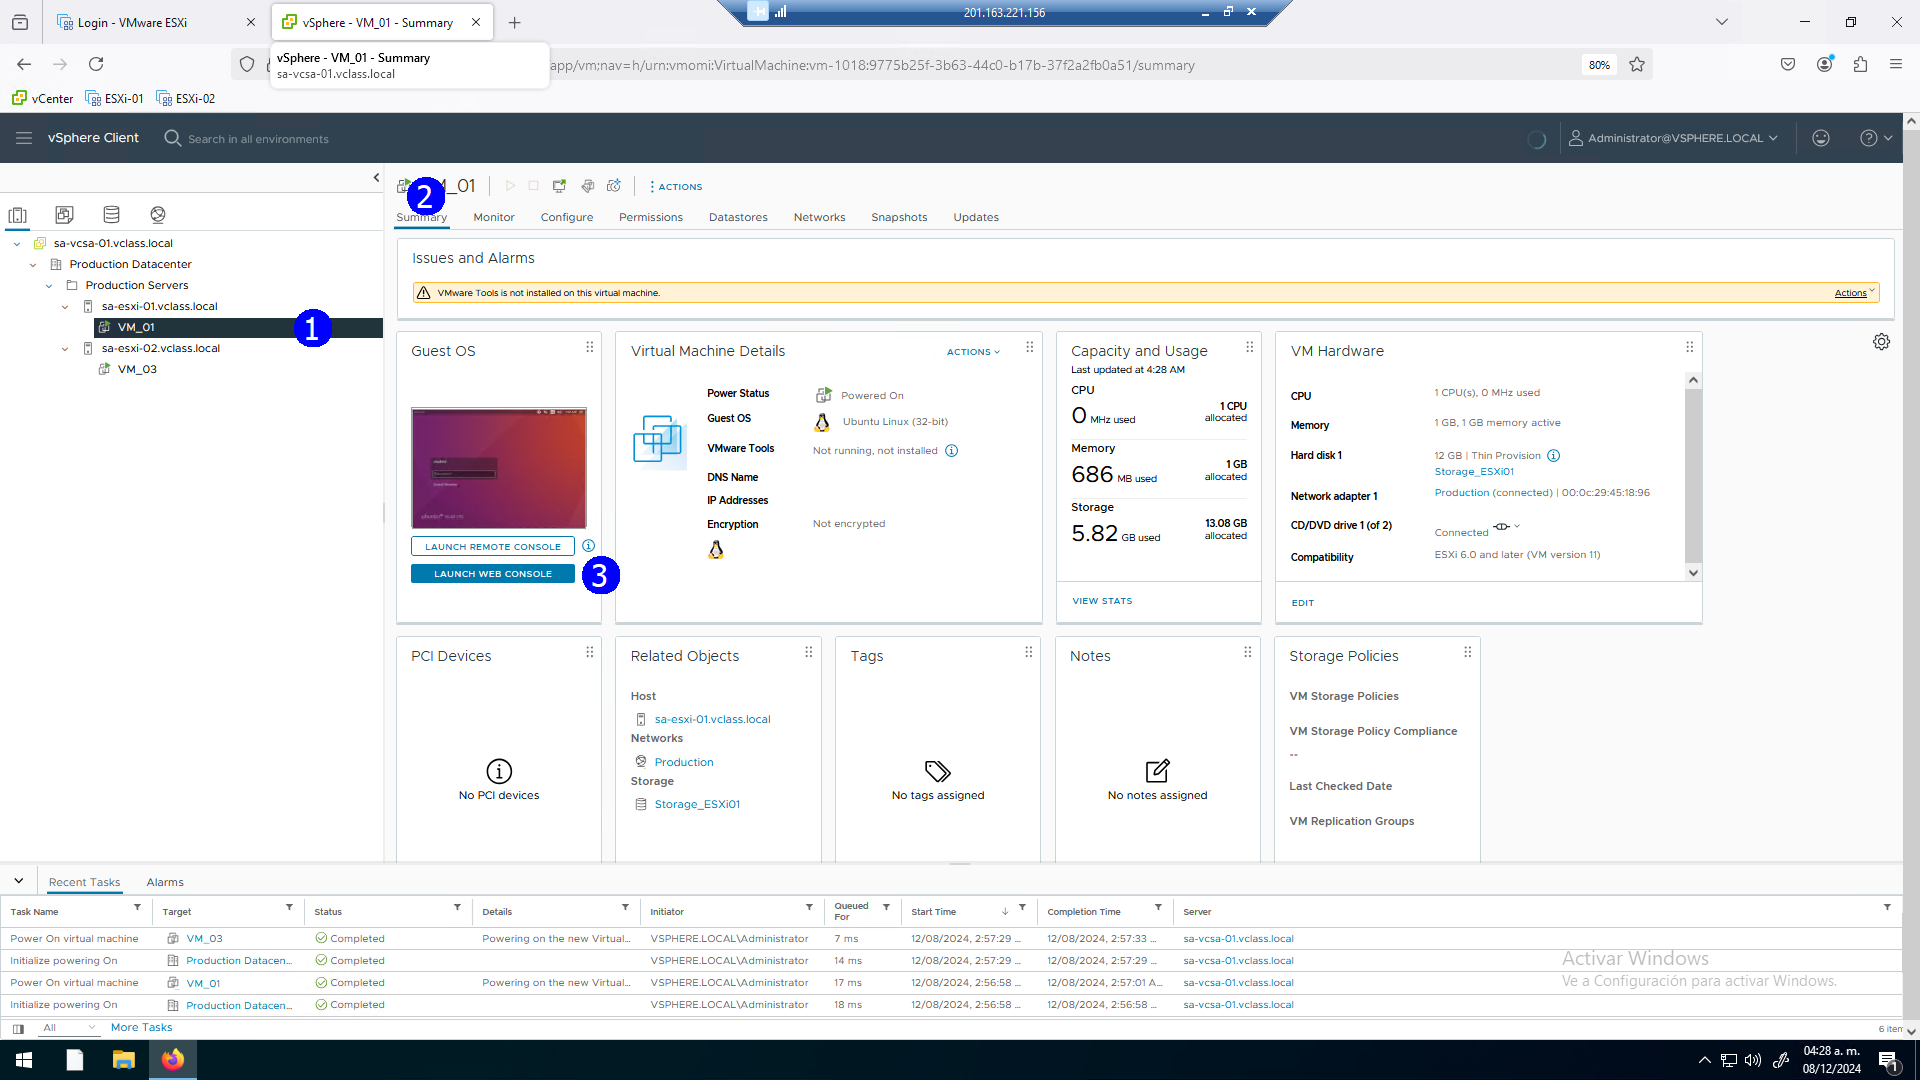 Login - VMware ESXi
vSphere - VM_01 - Summary
201.163.221.156
vSphere - VM_01 - Summary
sa-vcsa-01.vclass.local
app/vm;nav=h/urn:vmomi:VirtualMachine:vm-1018:9775b25f-3b63-44c0-b17b-37f2a2fb0a51/summary
80%
vCenter
ESXi-01
ESXi-02
vSphere Client
Search in all environments
Administrator@VSPHERE.LOCAL
2
_01
ACTIONS
Summary
Monitor
Configure
Permissions
Datastores
Networks
Snapshots
Updates
sa-vcsa-01.vclass.local
Production Datacenter
Production Servers
sa-esxi-01.vclass.local
VM_01
1
sa-esxi-02.vclass.local
VM_03
Issues and Alarms
VMware Tools is not installed on this virtual machine.
Actions
Guest OS
LAUNCH REMOTE CONSOLE
LAUNCH WEB CONSOLE
3
Virtual Machine Details
ACTIONS
Power Status
Powered On
Guest OS
Ubuntu Linux (32-bit)
VMware Tools
Not running, not installed
DNS Name
IP Addresses
Encryption
Not encrypted
Capacity and Usage
Last updated at 4:28 AM
CPU
0 MHz used
1 CPU
allocated
Memory
686 MB used
1 GB
allocated
Storage
5.82 GB used
13.08 GB
allocated
VIEW STATS
VM Hardware
CPU
1 CPU(s), 0 MHz used
Memory
1 GB, 1 GB memory active
Hard disk 1
12 GB | Thin Provision
Storage_ESXi01
Network adapter 1
Production (connected) | 00:0c:29:45:18:96
CD/DVD drive 1 (of 2)
Connected
Compatibility
ESXi 6.0 and later (VM version 11)
EDIT
PCI Devices
No PCI devices
Related Objects
Host
sa-esxi-01.vclass.local
Networks
Production
Storage
Storage_ESXi01
Tags
No tags assigned
Notes
No notes assigned
Storage Policies
VM Storage Policies
VM Storage Policy Compliance
--
Last Checked Date
VM Replication Groups
Recent Tasks
Alarms
Task Name
Target
Status
Details
Initiator
Queued For
Start Time
Completion Time
Server
Power On virtual machine
VM_03
Completed
Powering on the new Virtual...
VSPHERE.LOCAL\Administrator
7 ms
12/08/2024, 2:57:29 ...
12/08/2024, 2:57:33 ...
sa-vcsa-01.vclass.local
Initialize powering On
Production Datacen...
Completed
VSPHERE.LOCAL\Administrator
14 ms
12/08/2024, 2:57:29 ...
12/08/2024, 2:57:29 ...
sa-vcsa-01.vclass.local
Power On virtual machine
VM_01
Completed
Powering on the new Virtual...
VSPHERE.LOCAL\Administrator
17 ms
12/08/2024, 2:56:58 ...
12/08/2024, 2:57:01 A...
sa-vcsa-01.vclass.local
Initialize powering On
Production Datacen...
Completed
VSPHERE.LOCAL\Administrator
18 ms
12/08/2024, 2:56:58 ...
12/08/2024, 2:56:58 ...
sa-vcsa-01.vclass.local
Activar Windows
Ve a Configuración para activar Windows.
All
More Tasks
6 item
04:28 a. m.
08/12/2024
1